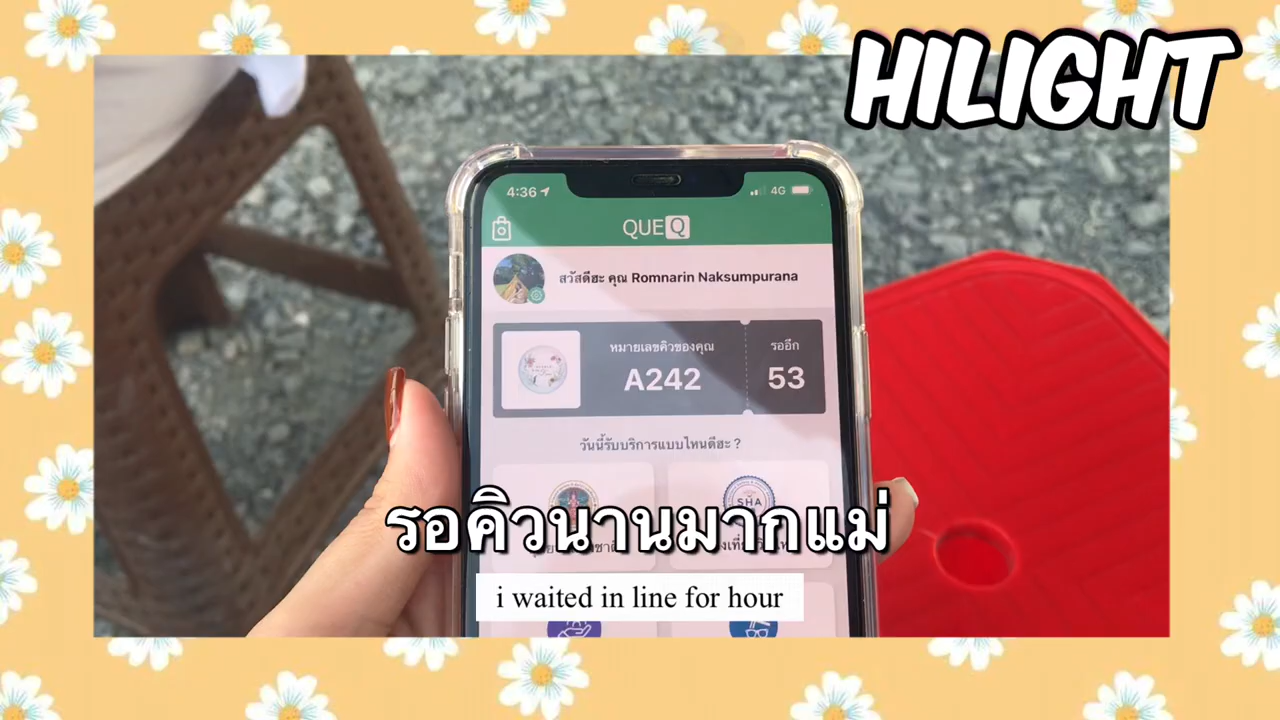 HILIGHT
4:36
4G
QUEQ
สวัสดีฮะ คุณ Romnarin Naksumpurana
หมายเลขคิวของคุณ
รออีก
A242
53
วันนี้รับบริการแบบไหนดีฮะ ?
SHA
รอคิวนานมากแม่
i waited in line for hour